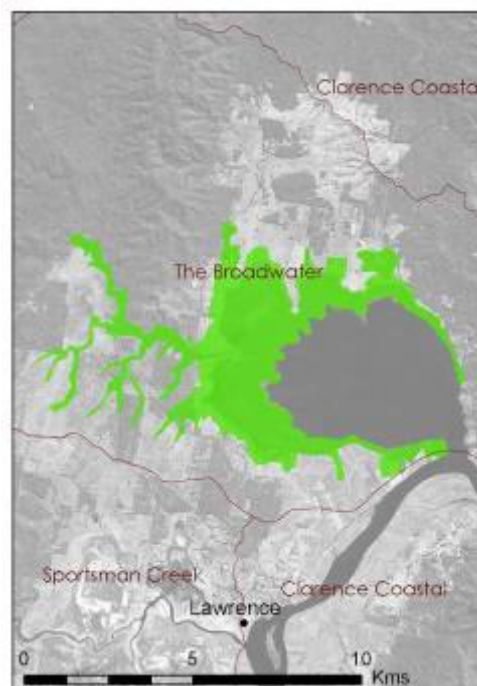 Clarence Coasta
The Broadwater
Sportsman Creek
Clarence Coastal
Lawrence
0 5 10
Kms